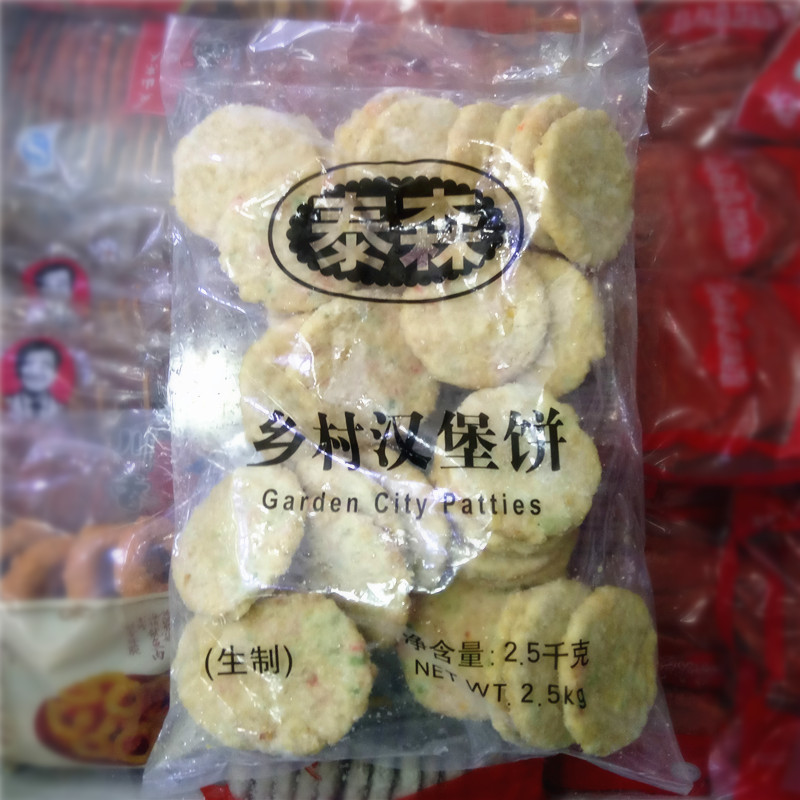 泰森
乡村汉堡饼
Garden City Patties
(生制)
净含量: 2.5千克
NET WT. 2.5kg